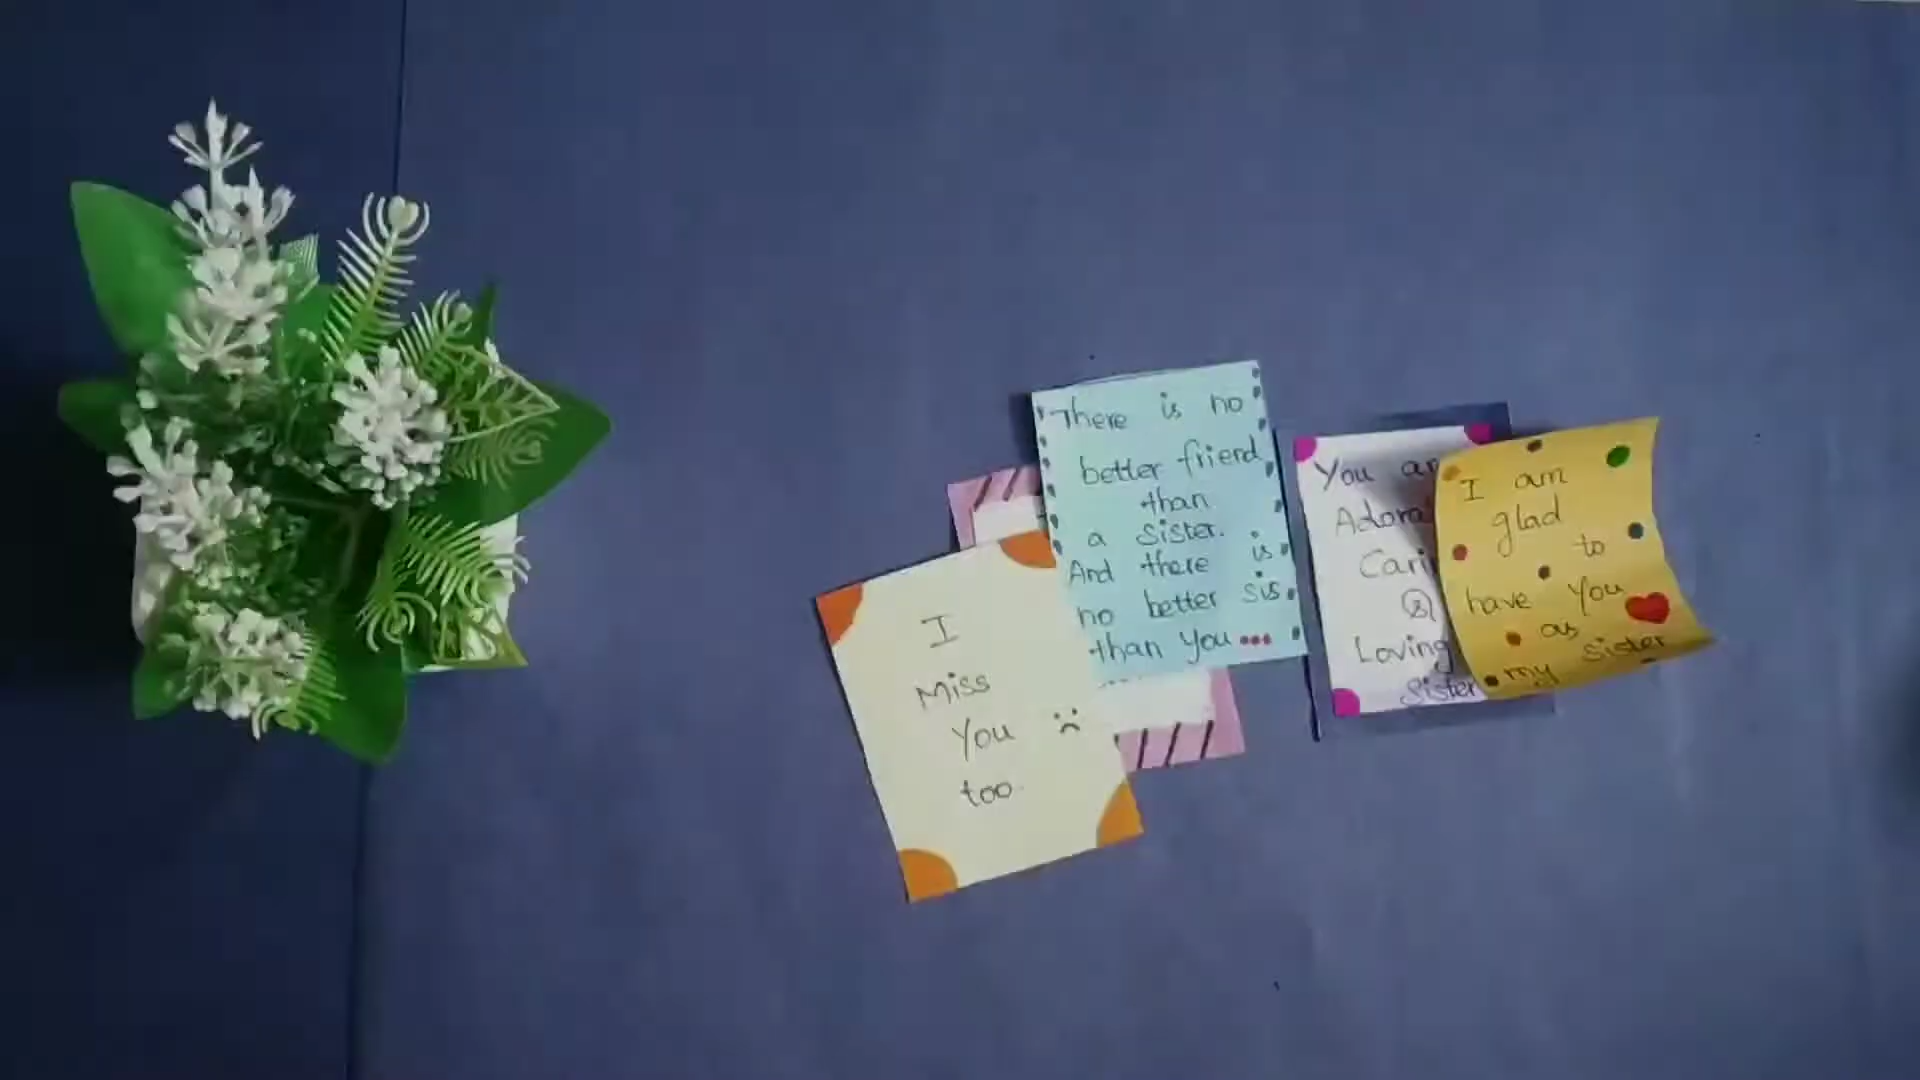 There is no
better friend
than
a sister.
And there is
no better sis
than you...
I
Miss
You :(
too.
You
Loving
Sister
I am
glad
to
have you
as
my sister